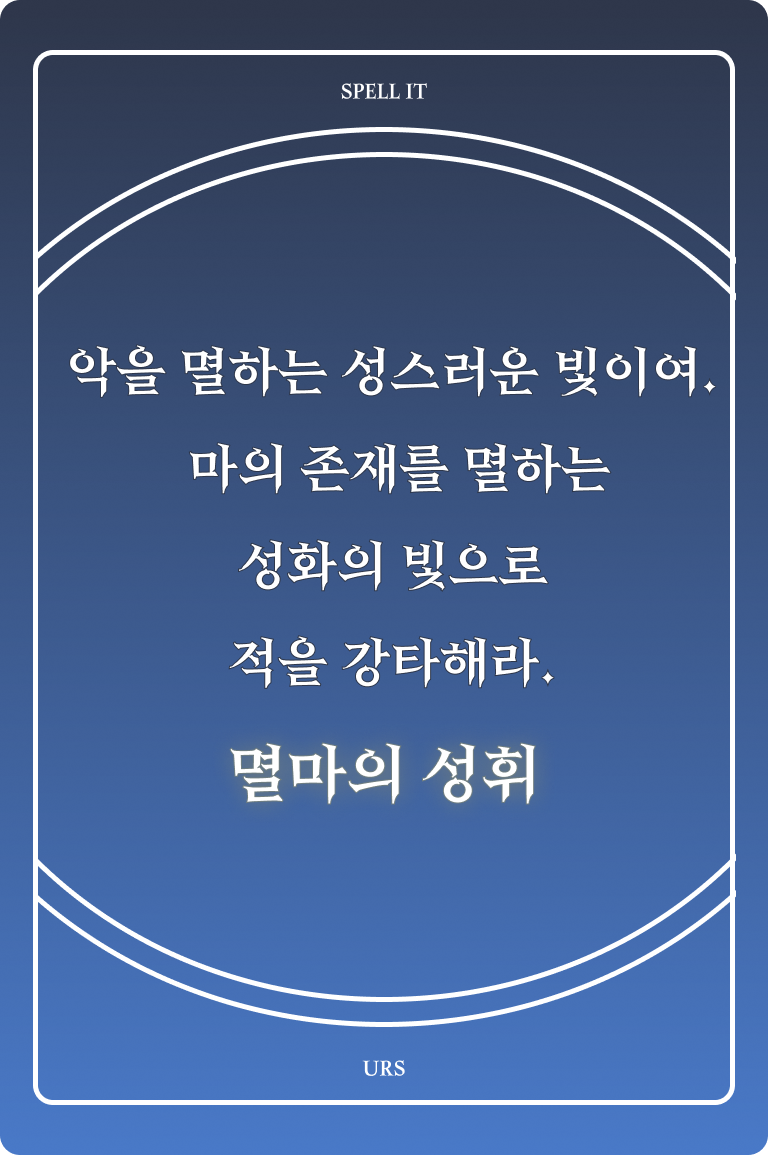 SPELL IT
악을 멸하는 성스러운 빛이여.
마의 존재를 멸하는
성화의 빛으로
적을 강타해라.
멸마의 성휘
URS